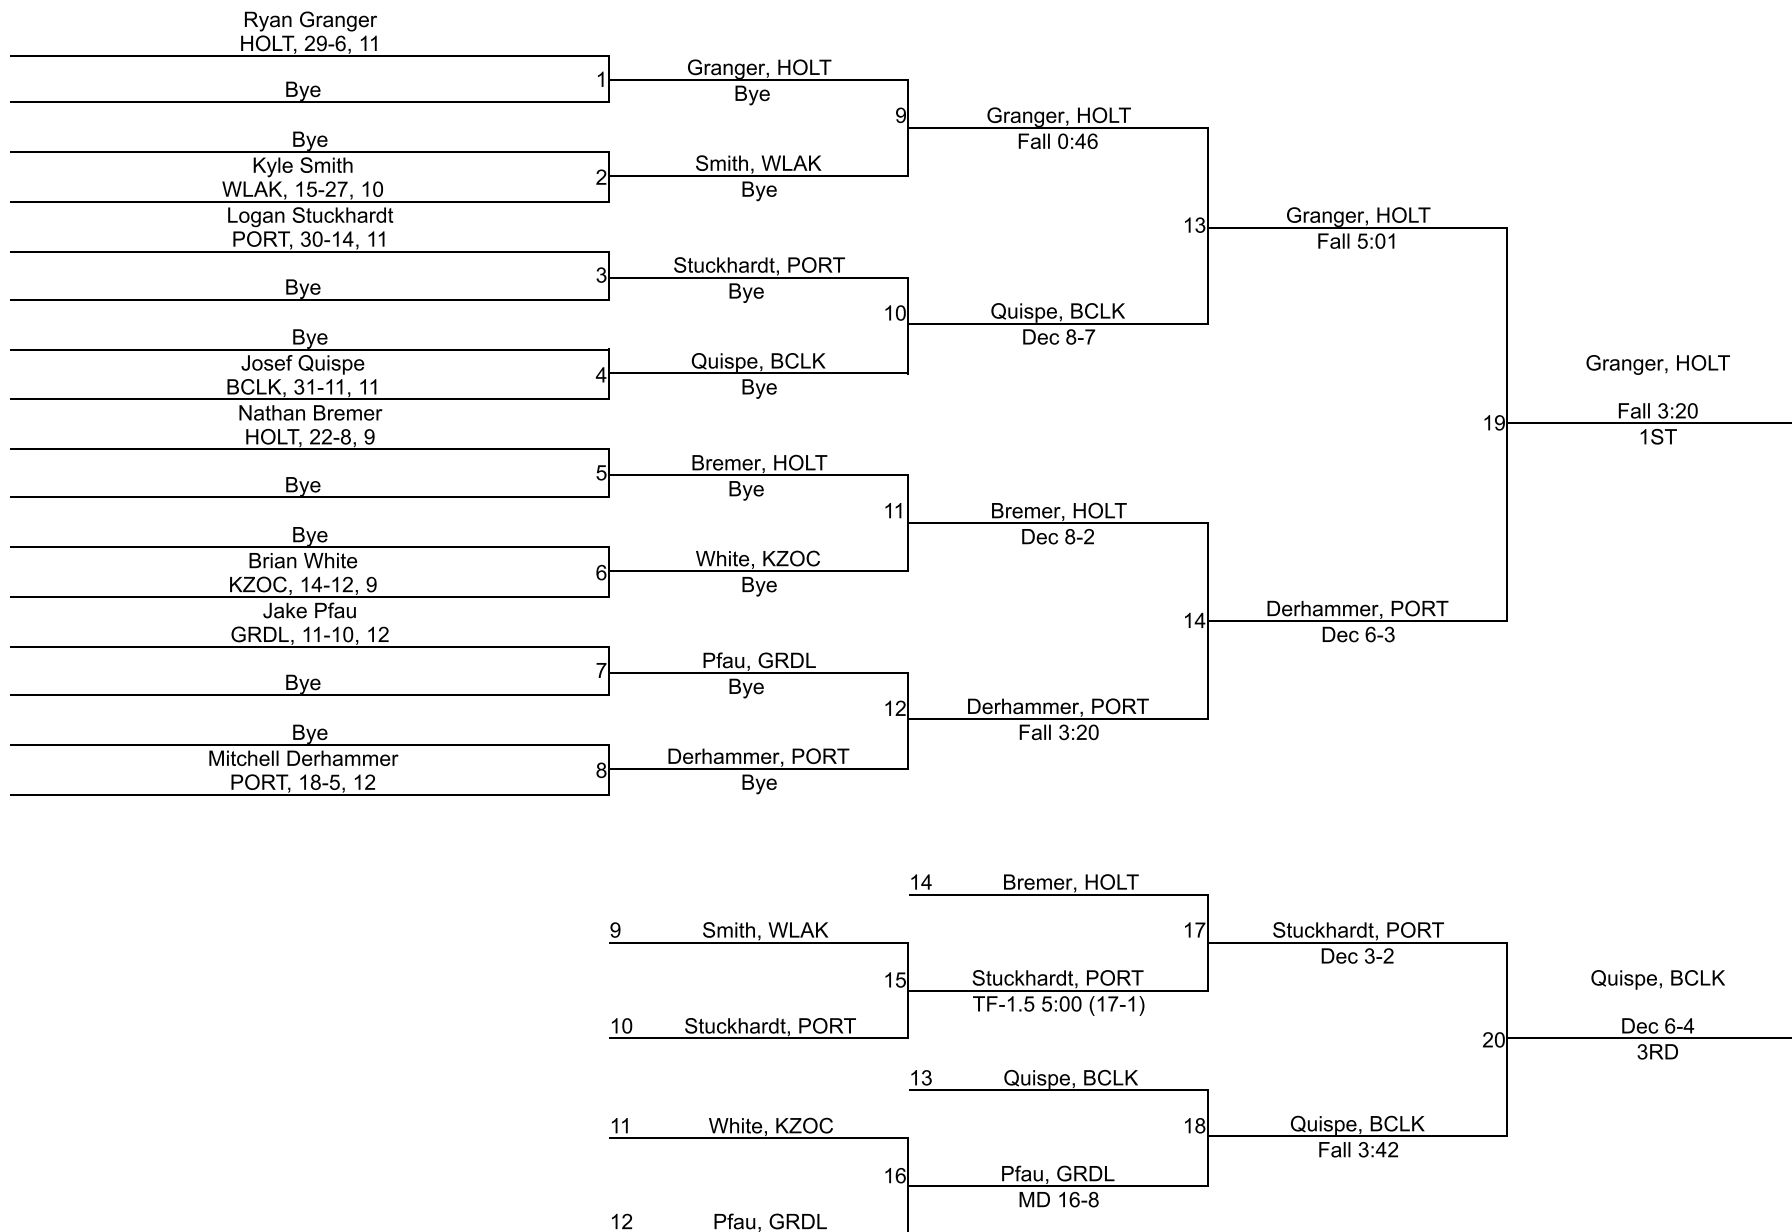 Ryan Granger
HOLT, 29-6, 11
Bye
1
Bye
Kyle Smith
WLAK, 15-27, 10
2
Logan Stuckhardt
PORT, 30-14, 11
Bye
3
Bye
Josef Quispe
BCLK, 31-11, 11
4
Nathan Bremer
HOLT, 22-8, 9
Bye
5
Bye
Brian White
KZOC, 14-12, 9
6
Jake Pfau
GRDL, 11-10, 12
Bye
7
Bye
Mitchell Derhammer
PORT, 18-5, 12
8
Granger, HOLT
Bye
9
Smith, WLAK
Bye
Stuckhardt, PORT
Bye
10
Quispe, BCLK
Bye
Bremer, HOLT
Bye
11
White, KZOC
Bye
Pfau, GRDL
Bye
12
Derhammer, PORT
Bye
Granger, HOLT
Fall 0:46
13
Quispe, BCLK
Dec 8-7
Bremer, HOLT
Dec 8-2
14
Derhammer, PORT
Fall 3:20
Granger, HOLT
Fall 5:01
19
Derhammer, PORT
Dec 6-3
Granger, HOLT
Fall 3:20
1ST
14 Bremer, HOLT
9 Smith, WLAK
17
15
Stuckhardt, PORT
TF-1.5 5:00 (17-1)
10 Stuckhardt, PORT
Stuckhardt, PORT
Dec 3-2
13 Quispe, BCLK
11 White, KZOC
18
16
Pfau, GRDL
MD 16-8
12 Pfau, GRDL
Quispe, BCLK
Fall 3:42
20
Quispe, BCLK
Dec 6-4
3RD